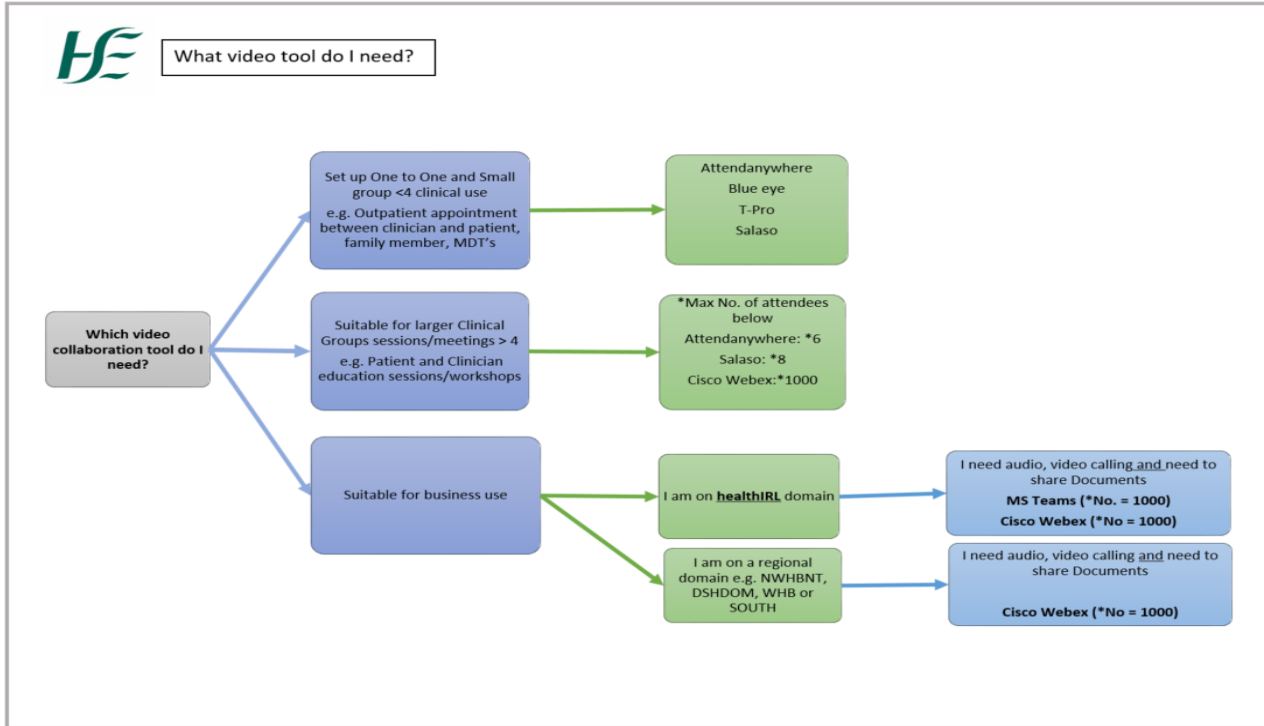 HSE
What video tool do I need?
Set up One to One and Small
group <4 clinical use
e.g. Outpatient appointment
between clinician and patient,
family member, MDT's
Attendanywhere
Blue eye
T-Pro
Salaso
Which video
collaboration tool do I
need?
Suitable for larger Clinical
Groups sessions/meetings > 4
e.g. Patient and Clinician
education sessions/workshops
*Max No. of attendees
below
Attendanywhere: *6
Salaso: *8
Cisco Webex:*1000
Suitable for business use
I am on healthIRL domain
I need audio, video calling and need to
share Documents
MS Teams (*No. = 1000)
Cisco Webex (*No = 1000)
I am on a regional
domain e.g. NWHBNT,
DSHDOM, WHB or
SOUTH
I need audio, video calling and need to
share Documents
Cisco Webex (*No = 1000)